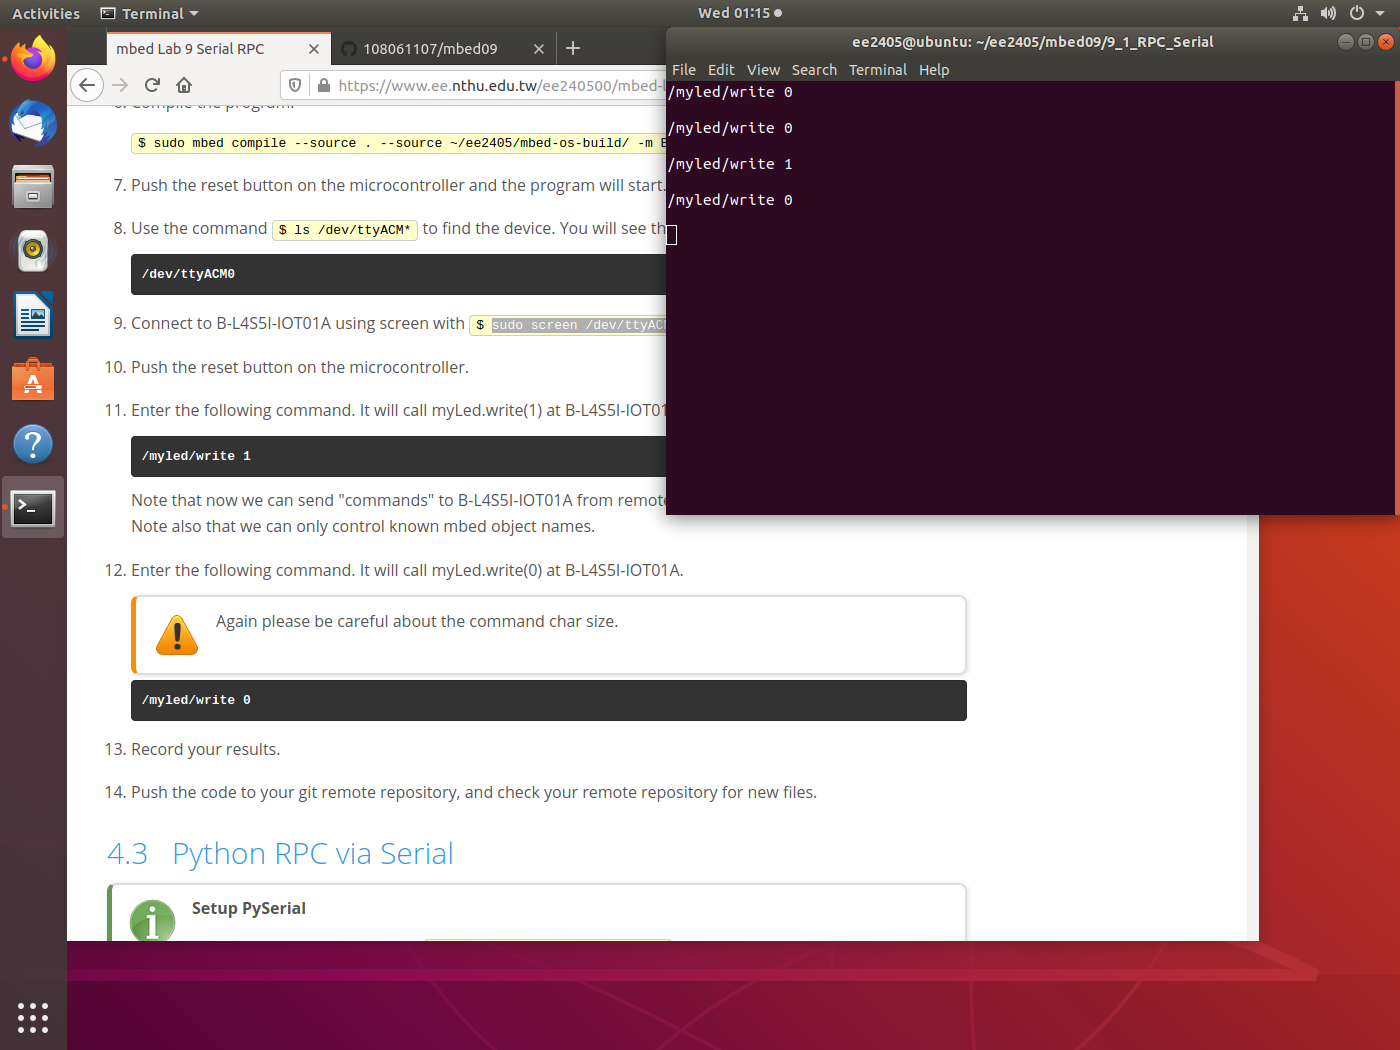 Activities
Terminal
Wed 01:15
mbed Lab 9 Serial RPC
108061107/mbed09
https://www.ee.nthu.edu.tw/ee240500/mbed-l
6. Compile the program.
$ sudo mbed compile --source . --source ~/ee2405/mbed-os-build/ -m
7. Push the reset button on the microcontroller and the program will start.
8. Use the command $ ls /dev/ttyACM* to find the device. You will see th
/dev/ttyACM0
9. Connect to B-L4S5I-IOT01A using screen with $ sudo screen /dev/ttyAC
10. Push the reset button on the microcontroller.
11. Enter the following command. It will call myLed.write(1) at B-L4S5I-IOT01
/myled/write 1
Note that now we can send "commands" to B-L4S5I-IOT01A from remote
Note also that we can only control known mbed object names.
12. Enter the following command. It will call myLed.write(0) at B-L4S5I-IOT01A.
Again please be careful about the command char size.
/myled/write 0
13. Record your results.
14. Push the code to your git remote repository, and check your remote repository for new files.
4.3 Python RPC via Serial
Setup PySerial
ee2405@ubuntu: ~/ee2405/mbed09/9_1_RPC_Serial
File Edit View Search Terminal Help
/myled/write 0
/myled/write 0
/myled/write 1
/myled/write 0